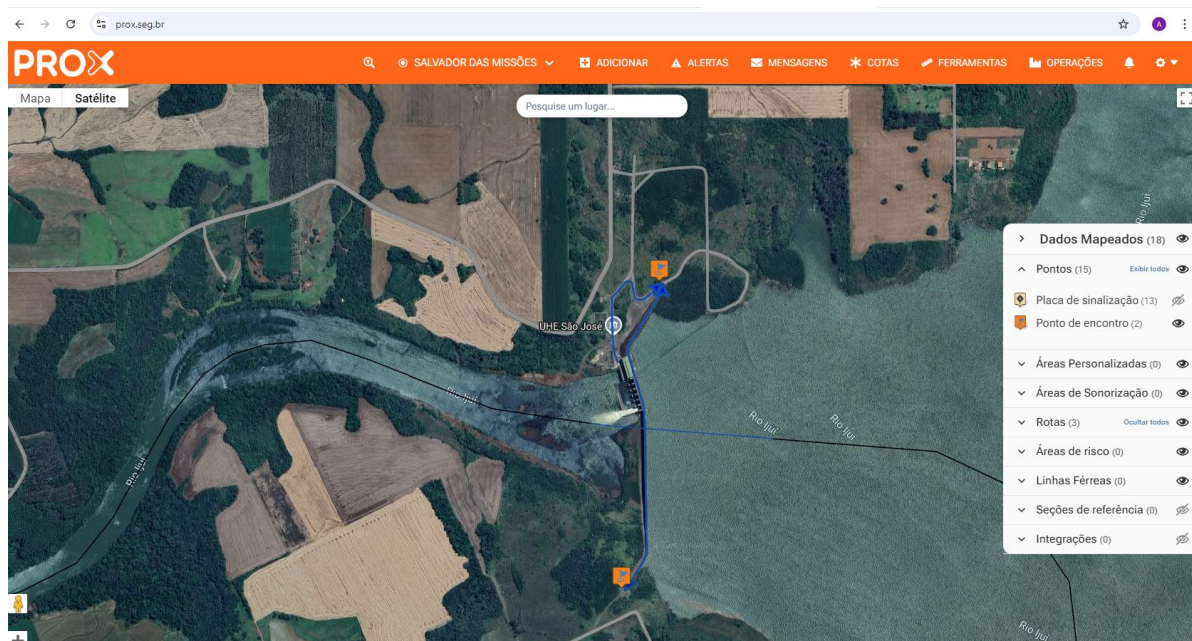 prox.seg.br
A
PROX
SALVADOR DAS MISSÕES
ADICIONAR
ALERTAS
MENSAGENS
COTAS
FERRAMENTAS
OPERAÇÕES
Mapa Satélite
Pesquise um lugar...
Rio Ijuí
Dados Mapeados (18)
Pontos (15) Exibir todos
Placa de sinalização (13)
Ponto de encontro (2)
UHE São José
Áreas Personalizadas (0)
Áreas de Sonorização (0)
Rio Ijuí
Rio Ijuí
Rio Ijuí
Rotas (3) Ocultar todos
Áreas de risco (0)
Rio Ijuí
Linhas Férreas (0)
Seções de referência (0)
Integrações (0)
Rio Ijuí